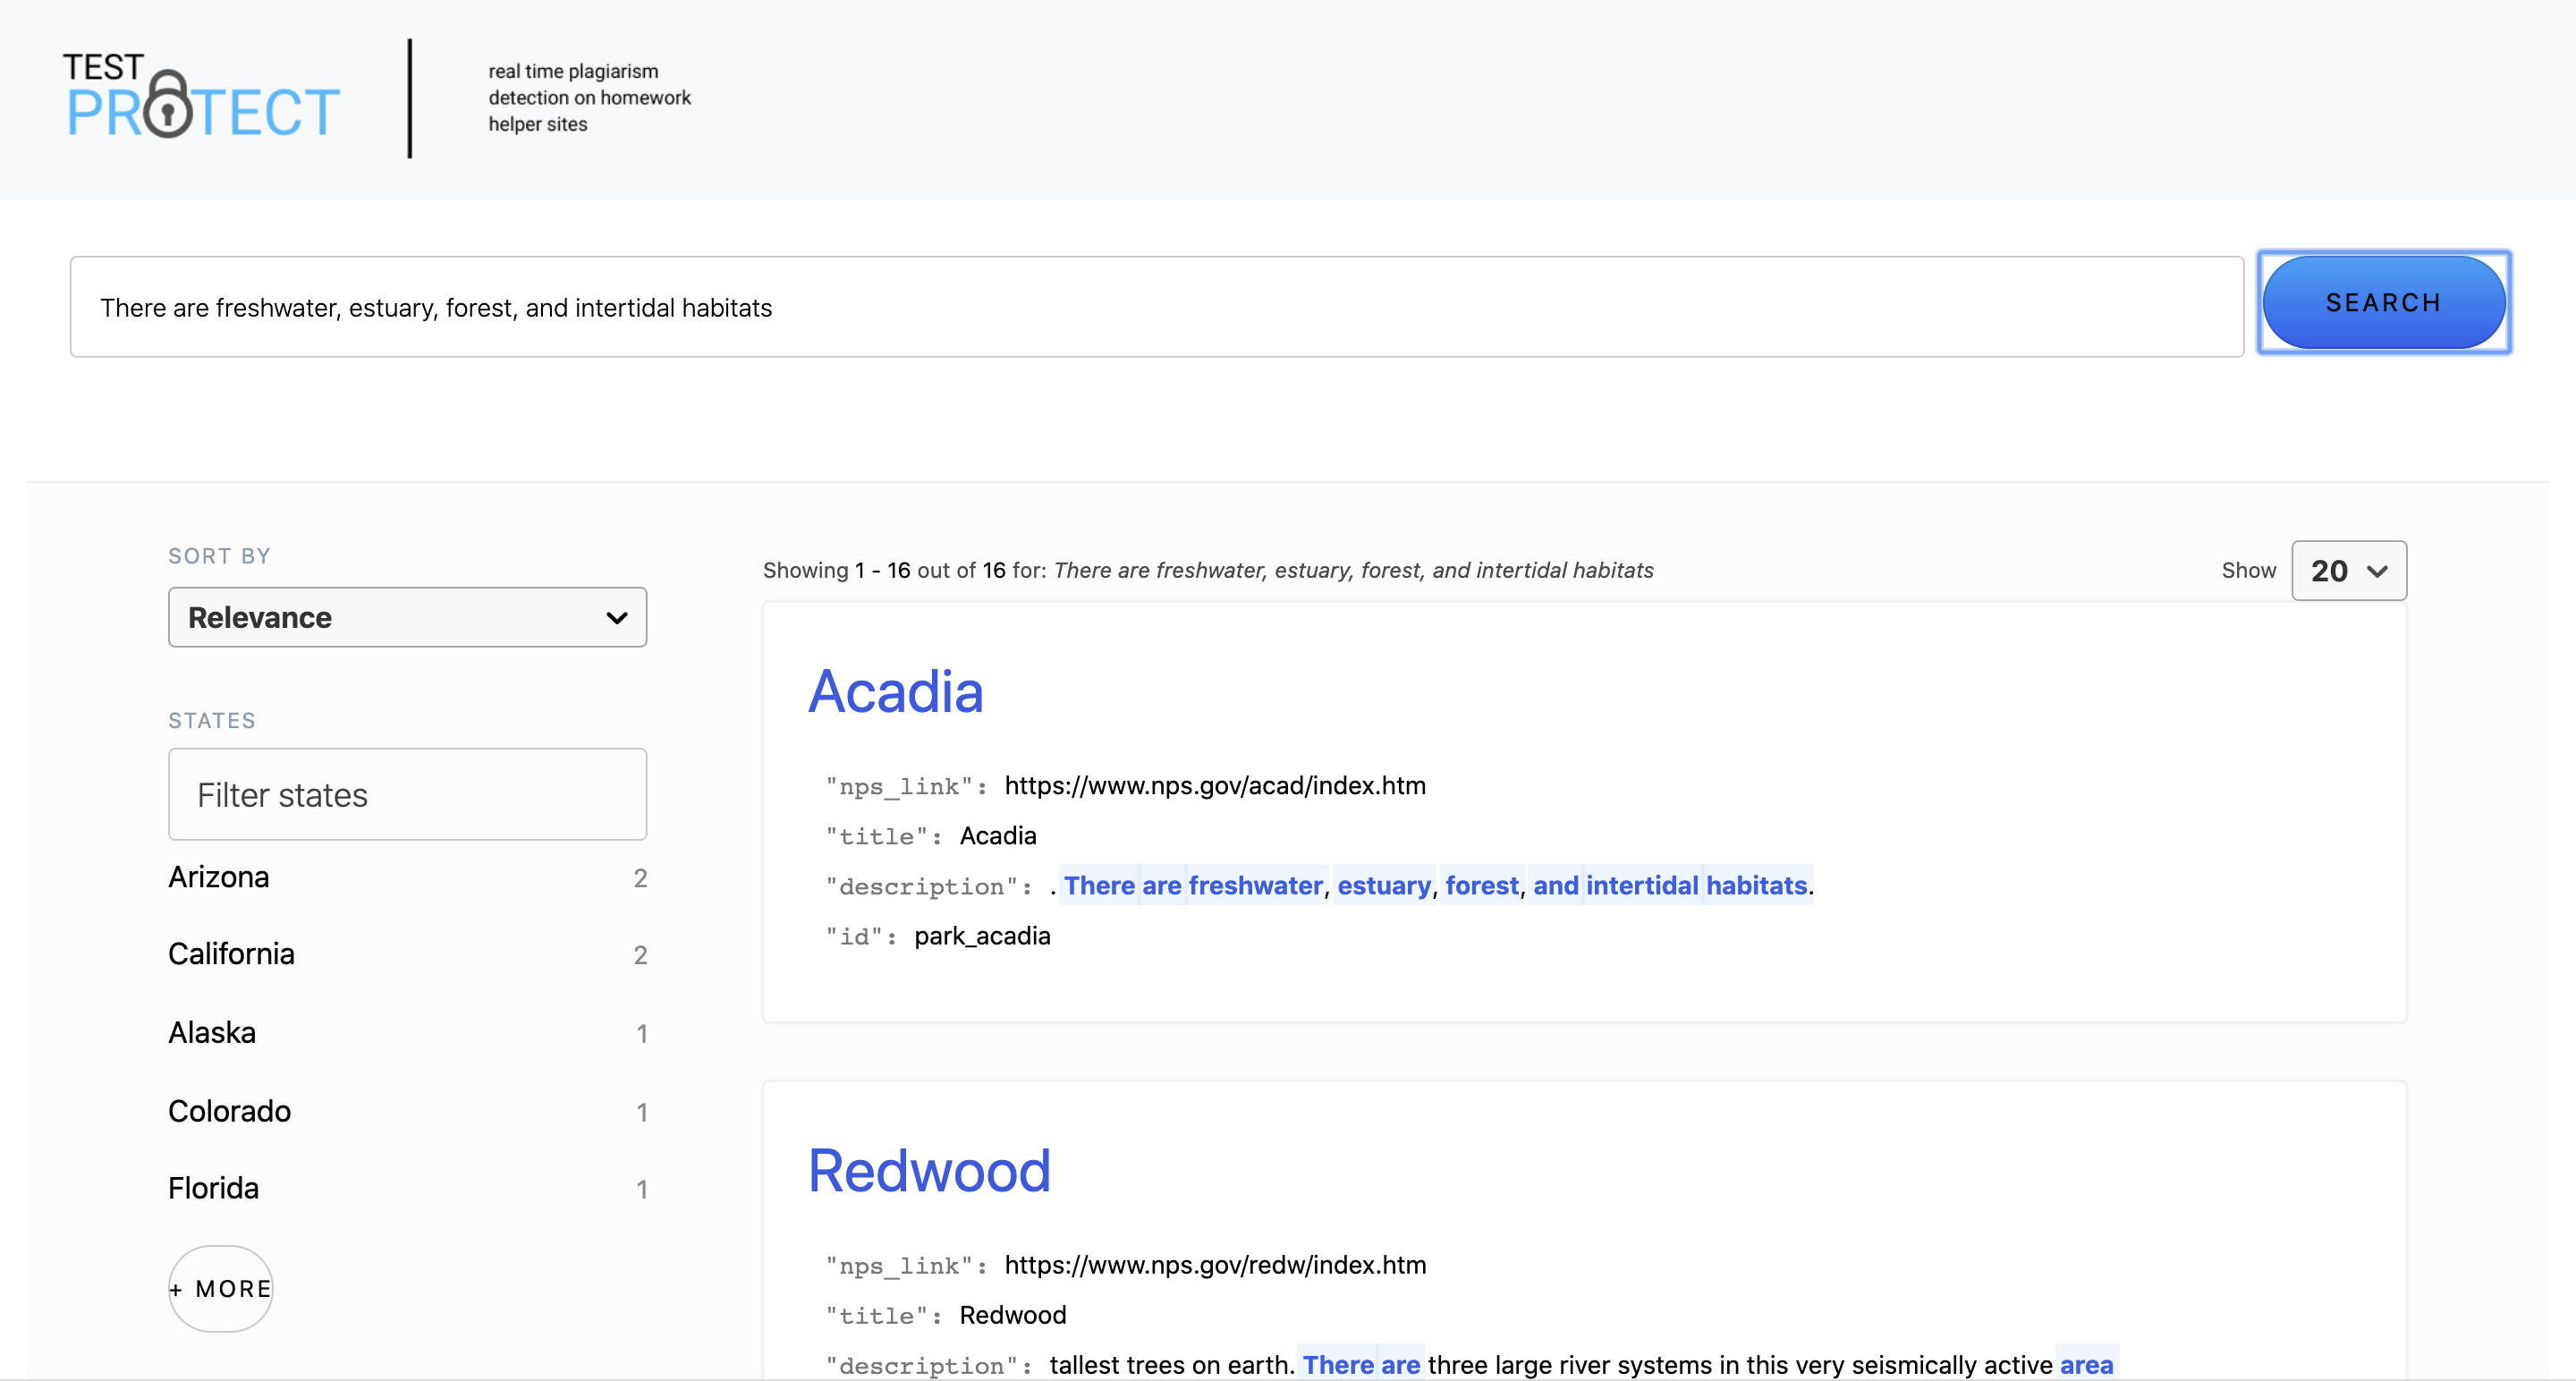 TEST
PROTECT
real time plagiarism
detection on homework
helper sites
There are freshwater, estuary, forest, and intertidal habitats
SEARCH
SORT BY
Relevance
STATES
Filter states
Arizona 2
California 2
Alaska 1
Colorado 1
Florida 1
+ MORE
Showing 1 - 16 out of 16 for: There are freshwater, estuary, forest, and intertidal habitats
Show 20
Acadia
"nps_link": https://www.nps.gov/acad/index.htm
"title": Acadia
"description": . There are freshwater, estuary, forest, and intertidal habitats.
"id": park_acadia
Redwood
"nps_link": https://www.nps.gov/redw/index.htm
"title": Redwood
"description": tallest trees on earth. There are three large river systems in this very seismically active area